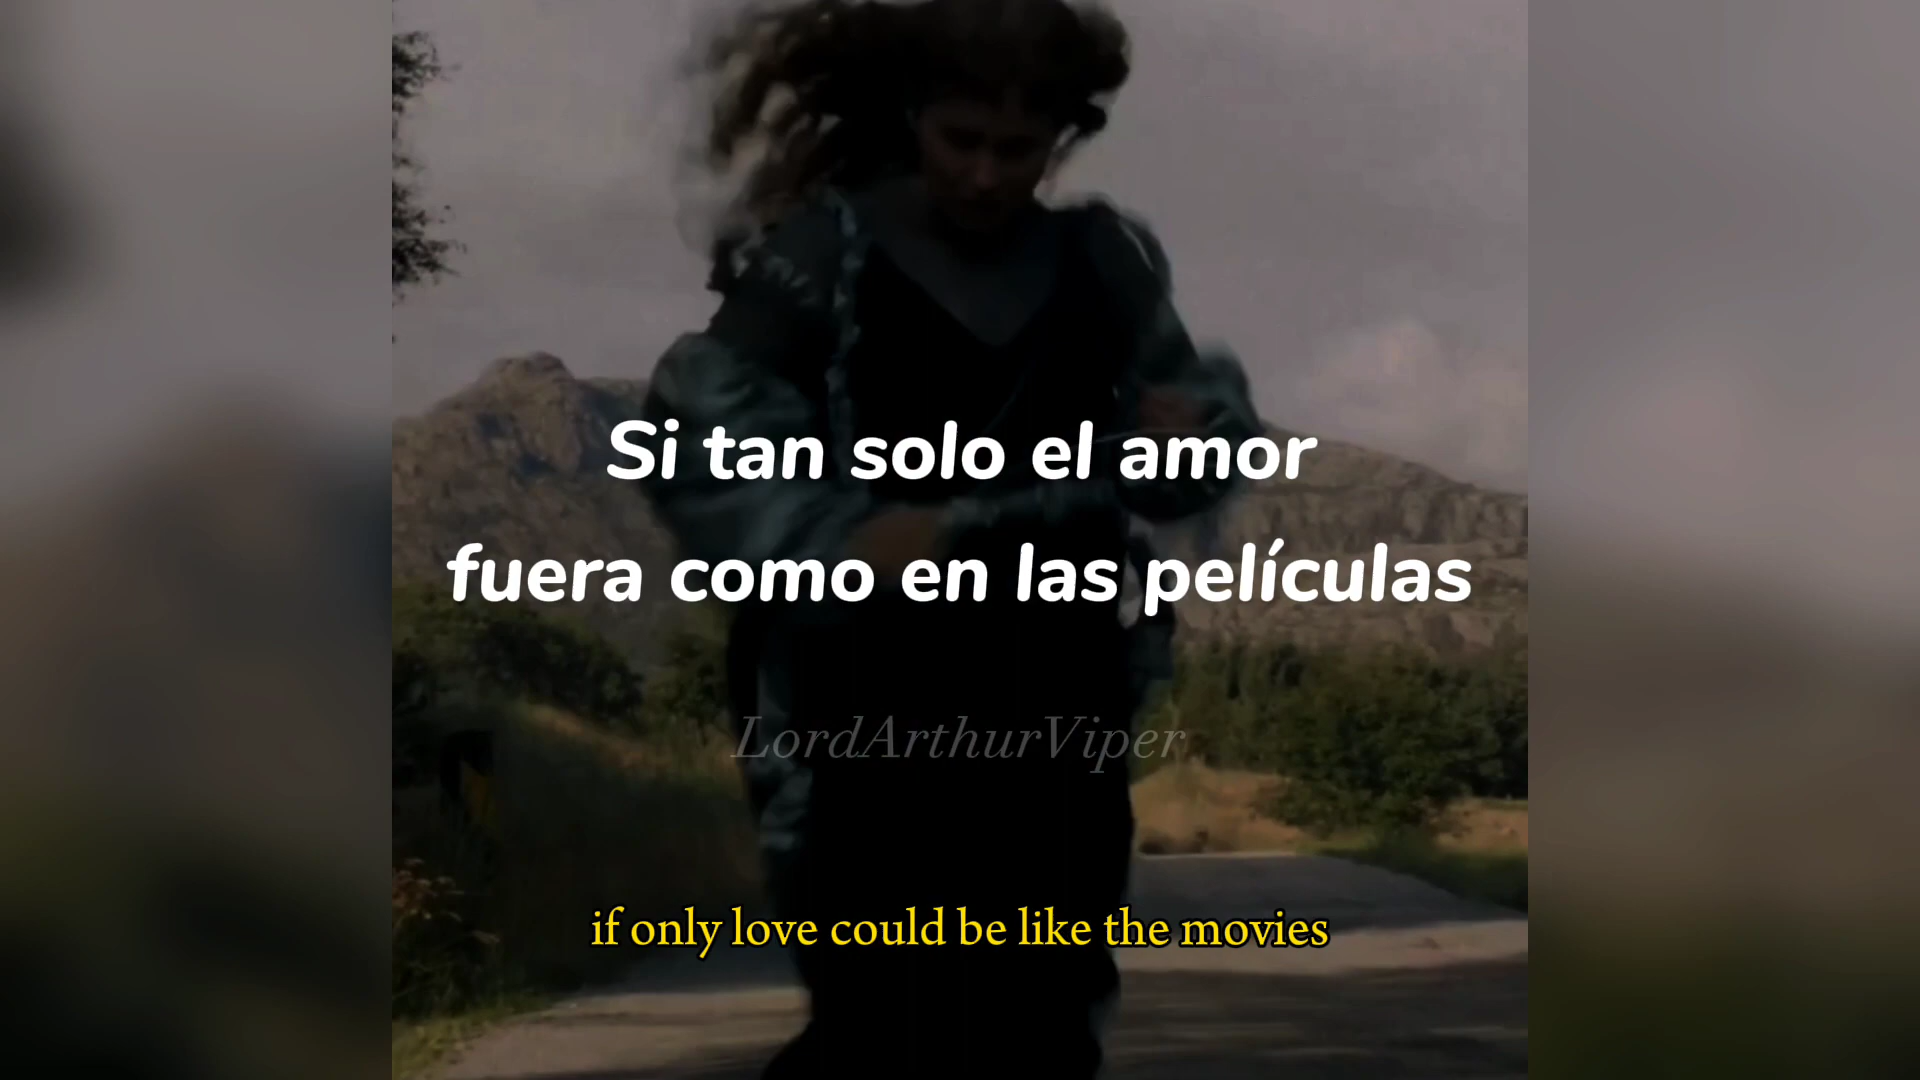 Si tan solo el amor
fuera como en las películas
LordArthurViper
if only love could be like the movies